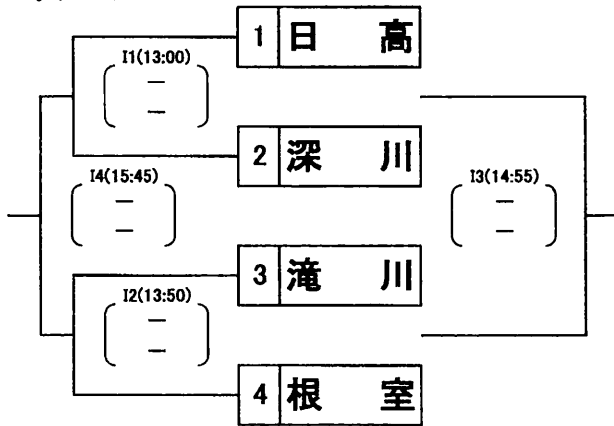 1 日 高
I1(13:00)
—
—
2 深 川
I4(15:45)
—
—
I3(14:55)
—
—
3 滝 川
I2(13:50)
—
—
4 根 室